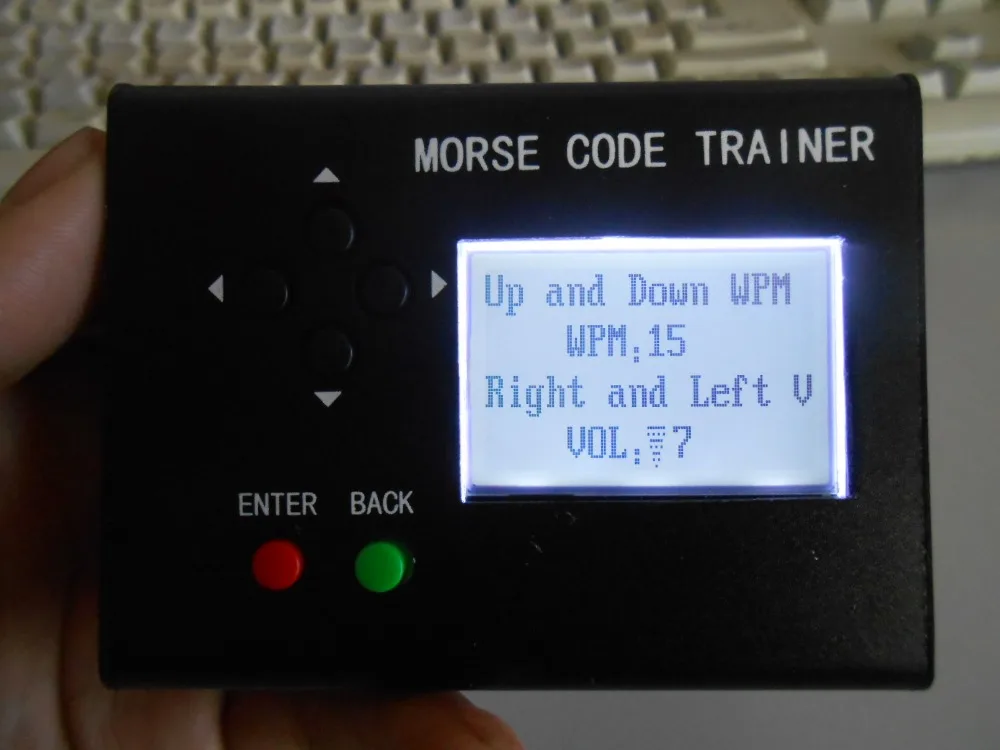 MORSE CODE TRAINER
Up and Down WPM
WPM:15
Right and Left V
VOL: 7
ENTER BACK